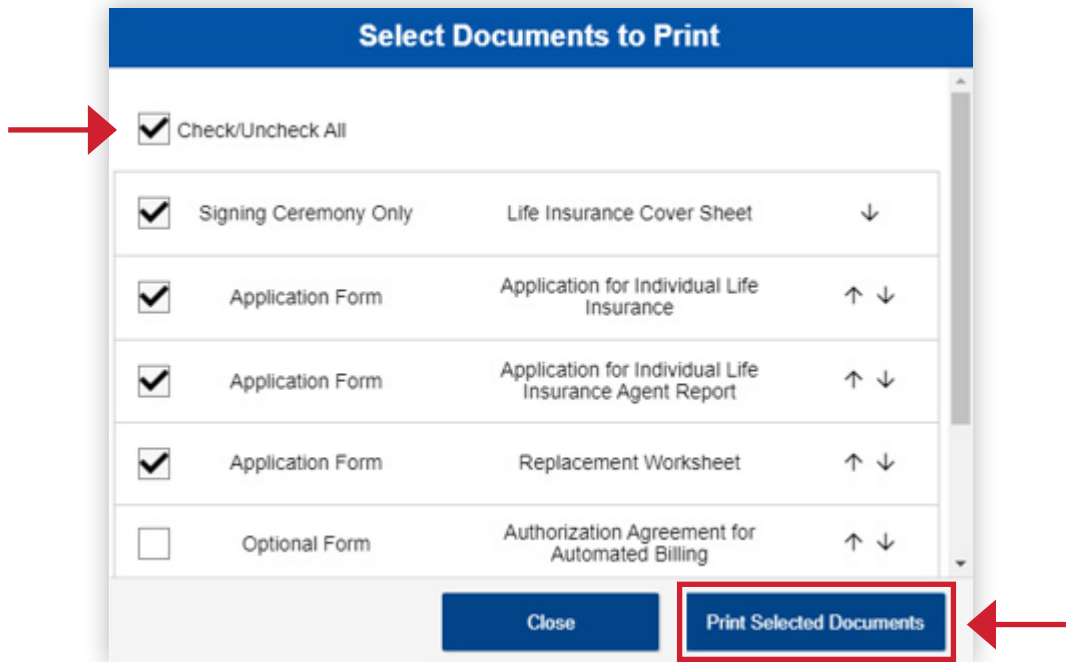 Select Documents to Print
Check/Uncheck All
Signing Ceremony Only Life Insurance Cover Sheet ↓
Application Form Application for Individual Life
Insurance ↑ ↓
Application Form Application for Individual Life
Insurance Agent Report ↑ ↓
Application Form Replacement Worksheet ↑ ↓
Optional Form Authorization Agreement for
Automated Billing ↑ ↓
Close Print Selected Documents